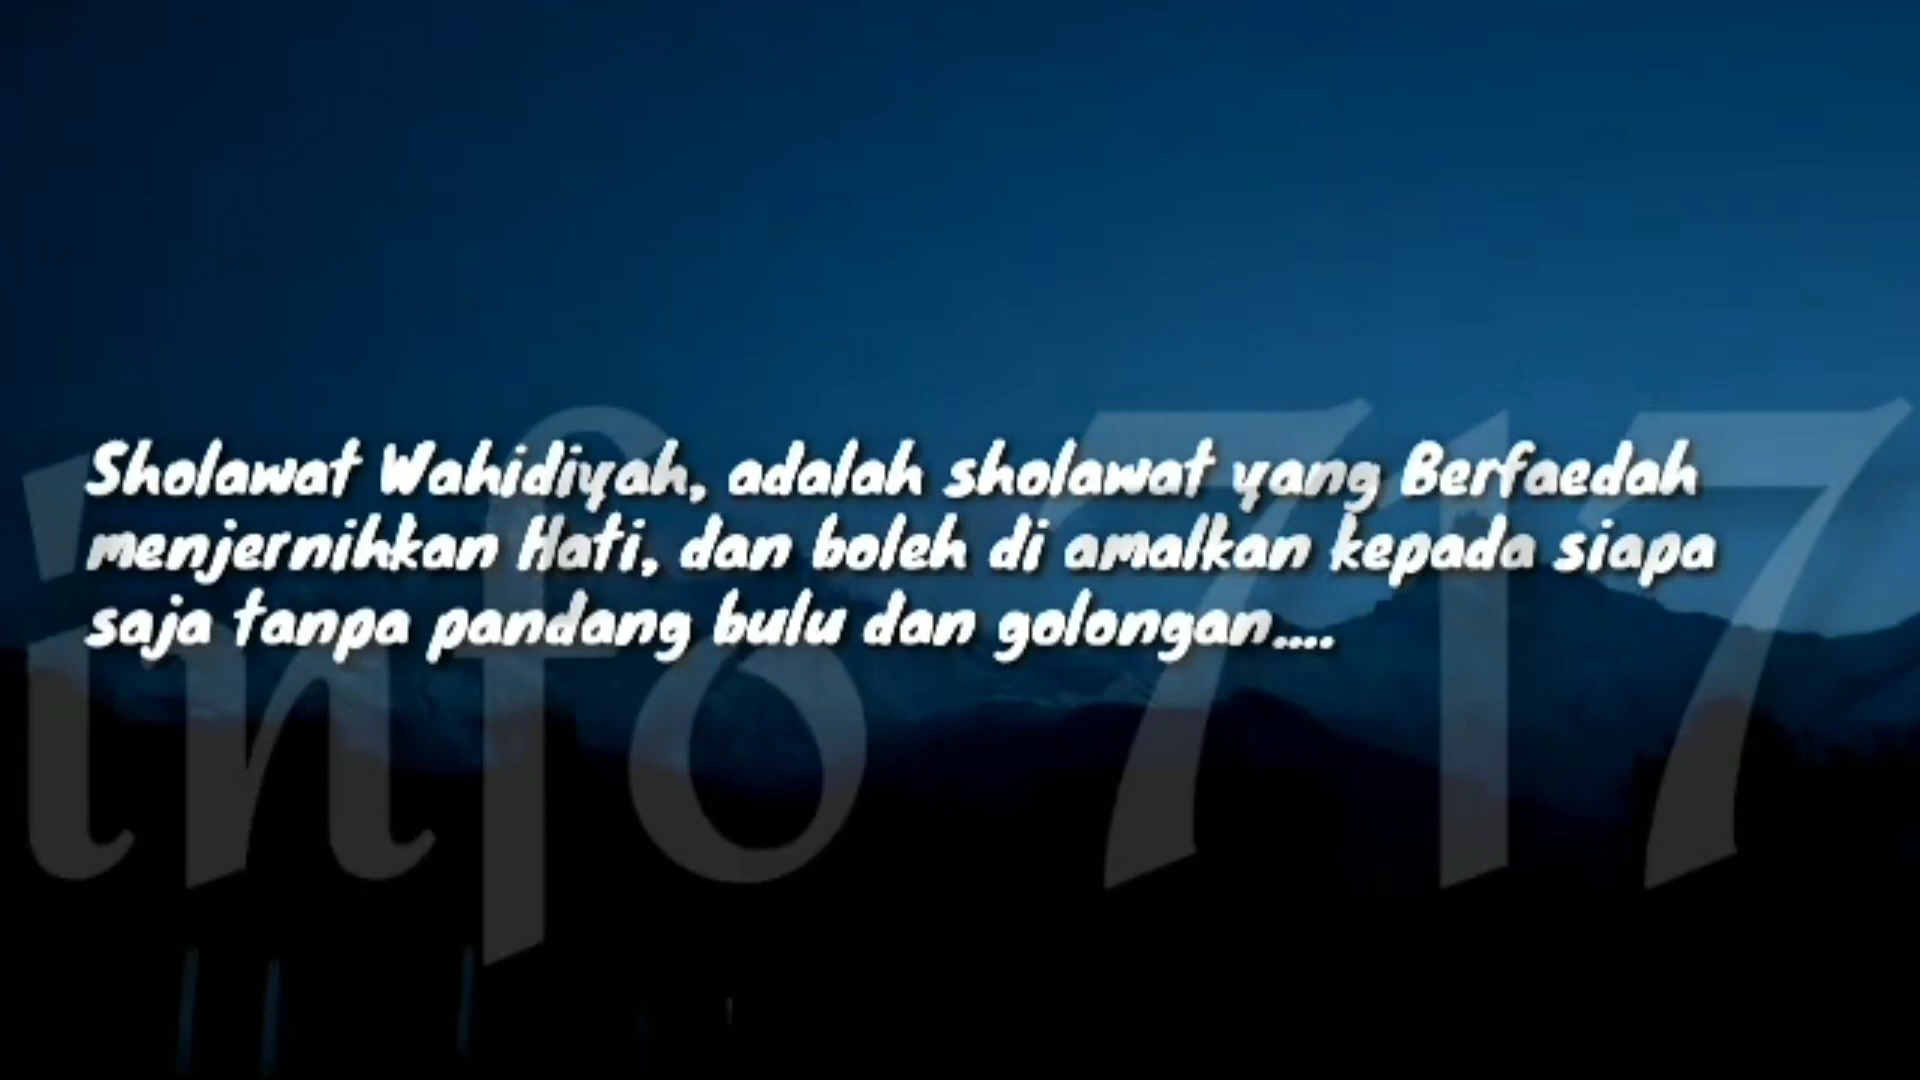 Sholawat Wahidiyah, adalah sholawat yang Berfaedah
menjernihkan Hati, dan boleh di amalkan kepada siapa
saja tanpa pandang bulu dan golongan....
info 717